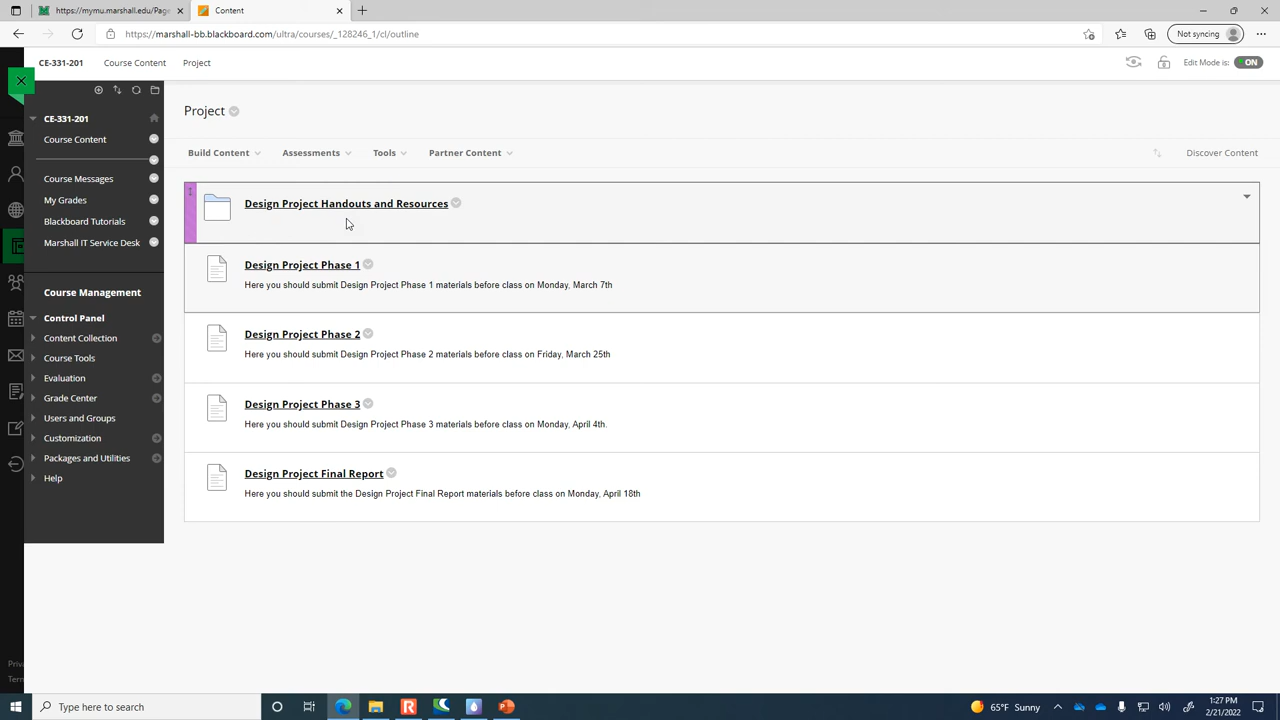 https://mymu.marshall.edu/Page
Content
https://marshall-bb.blackboard.com/ultra/courses/_128246_1/cl/outline
Not syncing
CE-331-201
Course Content
Project
Edit Mode is:
ON
CE-331-201
Course Content
Course Messages
My Grades
Blackboard Tutorials
Marshall IT Service Desk
Course Management
Control Panel
Content Collection
Course Tools
Evaluation
Grade Center
Users and Groups
Customization
Packages and Utilities
Help
Priv
Term
Project
Build Content
Assessments
Tools
Partner Content
Discover Content
Design Project Handouts and Resources
Design Project Phase 1
Here you should submit Design Project Phase 1 materials before class on Monday, March 7th
Design Project Phase 2
Here you should submit Design Project Phase 2 materials before class on Friday, March 25th
Design Project Phase 3
Here you should submit Design Project Phase 3 materials before class on Monday, April 4th.
Design Project Final Report
Here you should submit the Design Project Final Report materials before class on Monday, April 18th
Type here to search
65°F Sunny
1:27 PM
2/21/2022